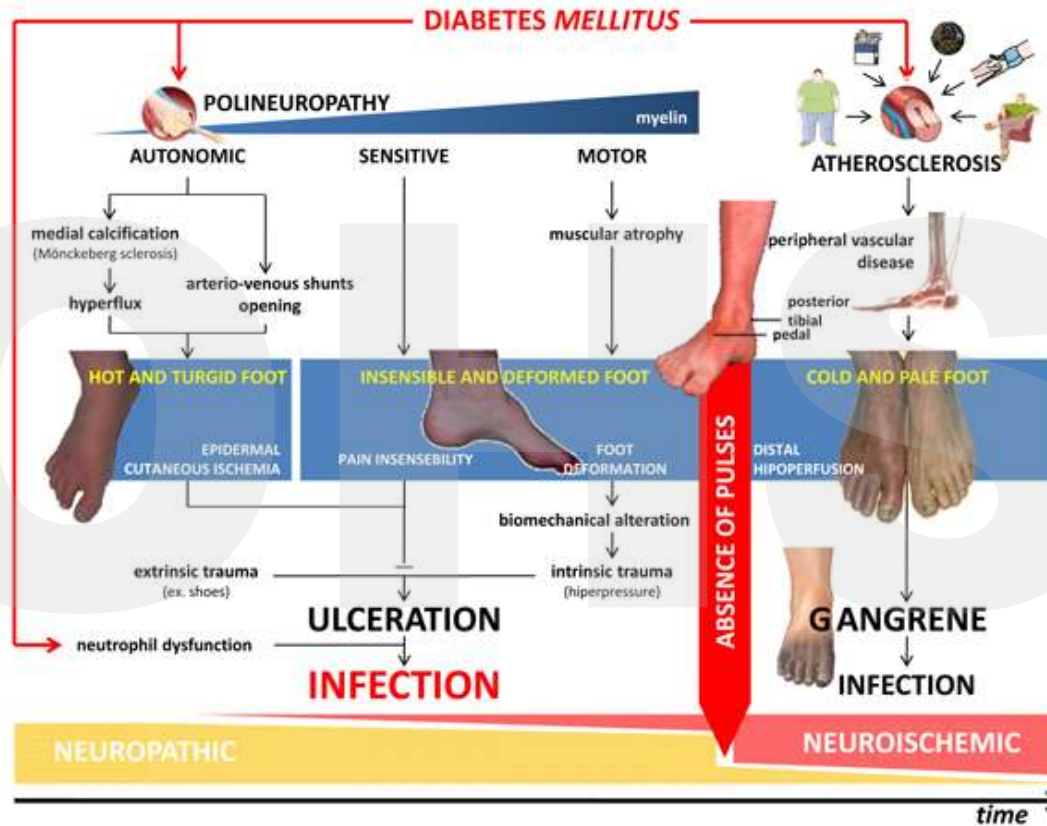 DIABETES MELLITUS
POLINEUROPATHY
myelin
AUTONOMIC
SENSITIVE
MOTOR
ATHEROSCLEROSIS
medial calcification
(Mönckeberg sclerosis)
hyperflux
arterio-venous shunts
opening
muscular atrophy
peripheral vascular
disease
posterior
tibial
pedal
HOT AND TURGID FOOT
INSENSIBLE AND DEFORMED FOOT
COLD AND PALE FOOT
EPIDERMAL
CUTANEOUS ISCHEMIA
PAIN INSENSEBILITY
FOOT
DEFORMATION
DISTAL
HIPOPERFUSION
biomechanical alteration
extrinsic trauma
(ex. shoes)
intrinsic trauma
(hiperpressure)
ULCERATION
neutrophil dysfunction
INFECTION
ABSENCE OF PULSES
GANGRENE
INFECTION
NEUROPATHIC
NEUROISCHEMIC
time
OHS